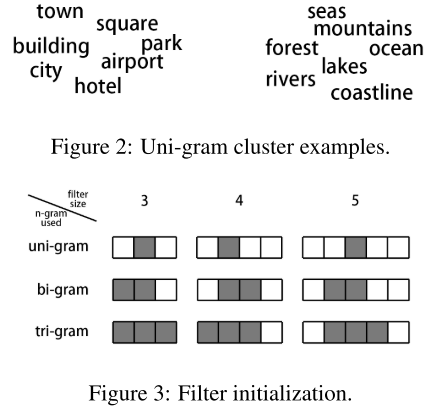 town
square
building
park
airport
city
hotel
seas
mountains
forest
ocean
lakes
rivers
coastline
Figure 2: Uni-gram cluster examples.
filter size
n-gram used
3 4 5
uni-gram
bi-gram
tri-gram
Figure 3: Filter initialization.